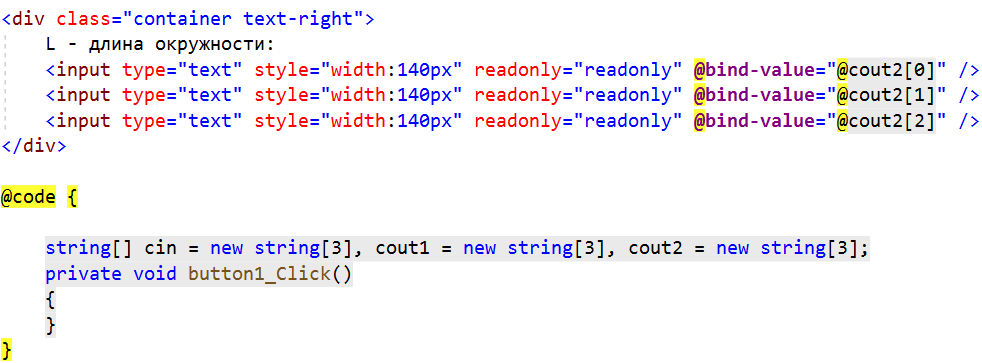 <div class="container text-right">
    L - длина окружности:
    <input type="text" style="width:140px" readonly="readonly" @bind-value="@cout2[0]" />
    <input type="text" style="width:140px" readonly="readonly" @bind-value="@cout2[1]" />
    <input type="text" style="width:140px" readonly="readonly" @bind-value="@cout2[2]" />
</div>

@code {

    string[] cin = new string[3], cout1 = new string[3], cout2 = new string[3];
    private void button1_Click()
    {
    }
}